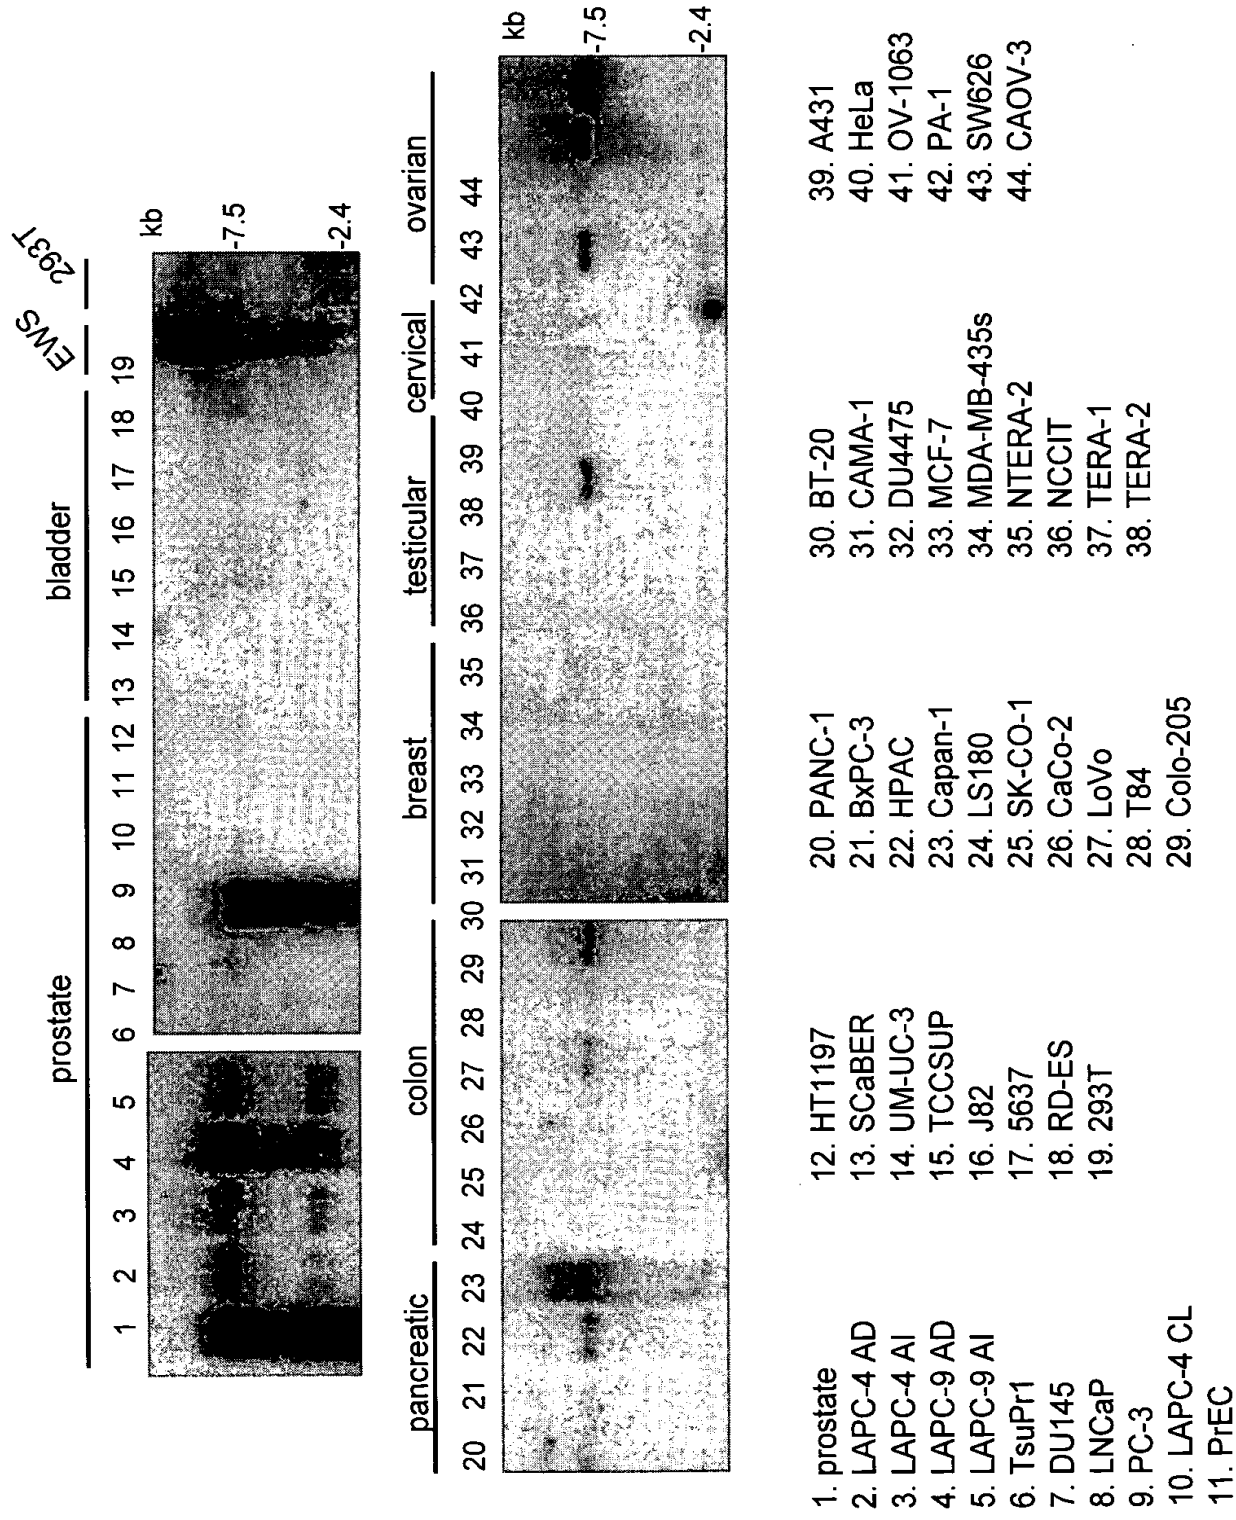 prostate
bladder
EWS
293T
1 2 3 4 5 6 7 8 9 10 11 12 13 14 15 16 17 18 19
kb
-7.5
-2.4
pancreatic
colon
breast
testicular
cervical
ovarian
20 21 22 23 24 25 26 27 28 29 30 31 32 33 34 35 36 37 38 39 40 41 42 43 44
kb
-7.5
-2.4
1. prostate
2. LAPC-4 AD
3. LAPC-4 AI
4. LAPC-9 AD
5. LAPC-9 AI
6. TsuPr1
7. DU145
8. LNCaP
9. PC-3
10. LAPC-4 CL
11. PrEC
12. HT1197
13. SCaBER
14. UM-UC-3
15. TCCSUP
16. J82
17. 5637
18. RD-ES
19. 293T
20. PANC-1
21. BxPC-3
22. HPAC
23. Capan-1
24. LS180
25. SK-CO-1
26. CaCo-2
27. LoVo
28. T84
29. Colo-205
30. BT-20
31. CAMA-1
32. DU4475
33. MCF-7
34. MDA-MB-435s
35. NTERA-2
36. NCCIT
37. TERA-1
38. TERA-2
39. A431
40. HeLa
41. OV-1063
42. PA-1
43. SW626
44. CAOV-3